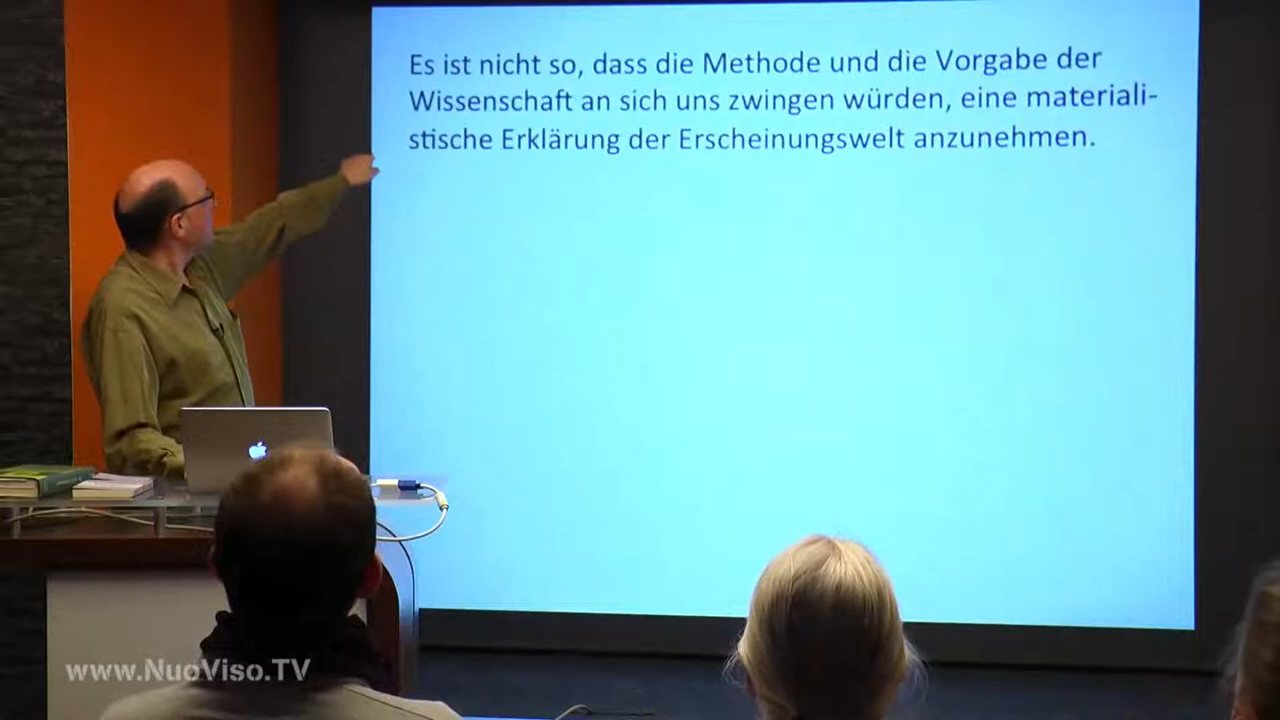 Es ist nicht so, dass die Methode und die Vorgabe der
Wissenschaft an sich uns zwingen würden, eine materiali-
stische Erklärung der Erscheinungswelt anzunehmen.
www.NuoViso.TV